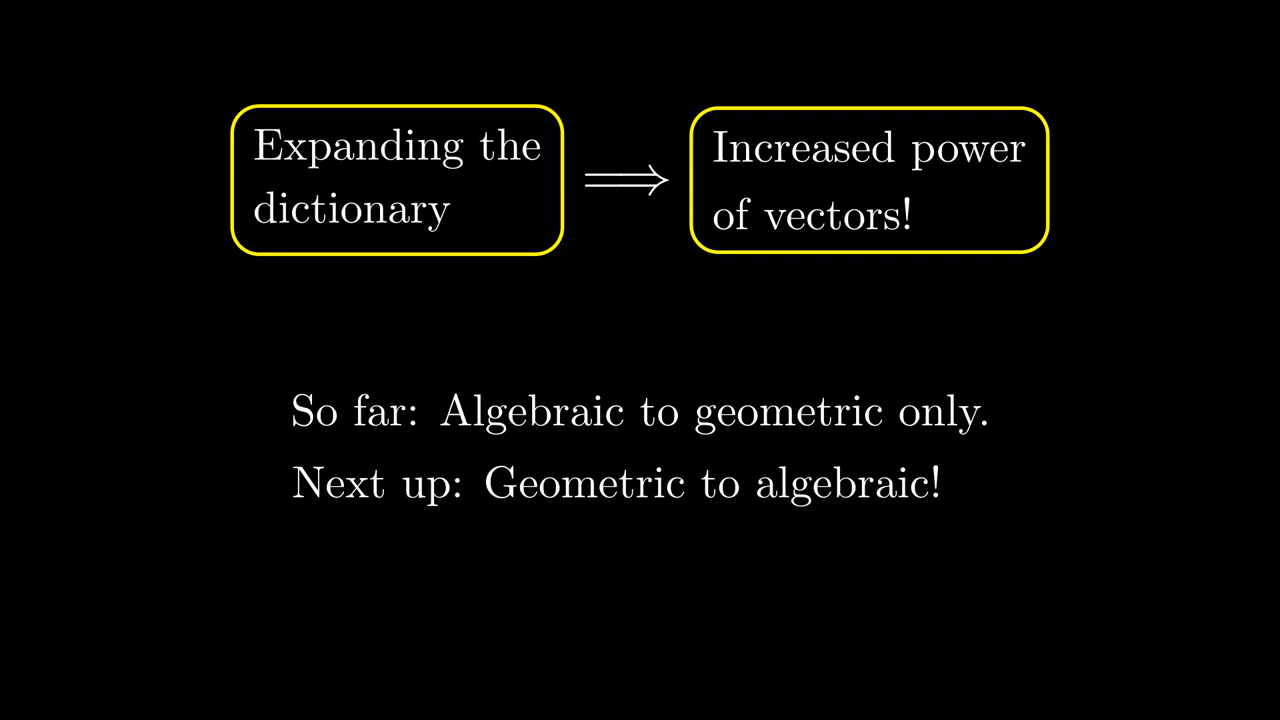 Expanding the
dictionary
⟹
Increased power
of vectors!
So far: Algebraic to geometric only.
Next up: Geometric to algebraic!